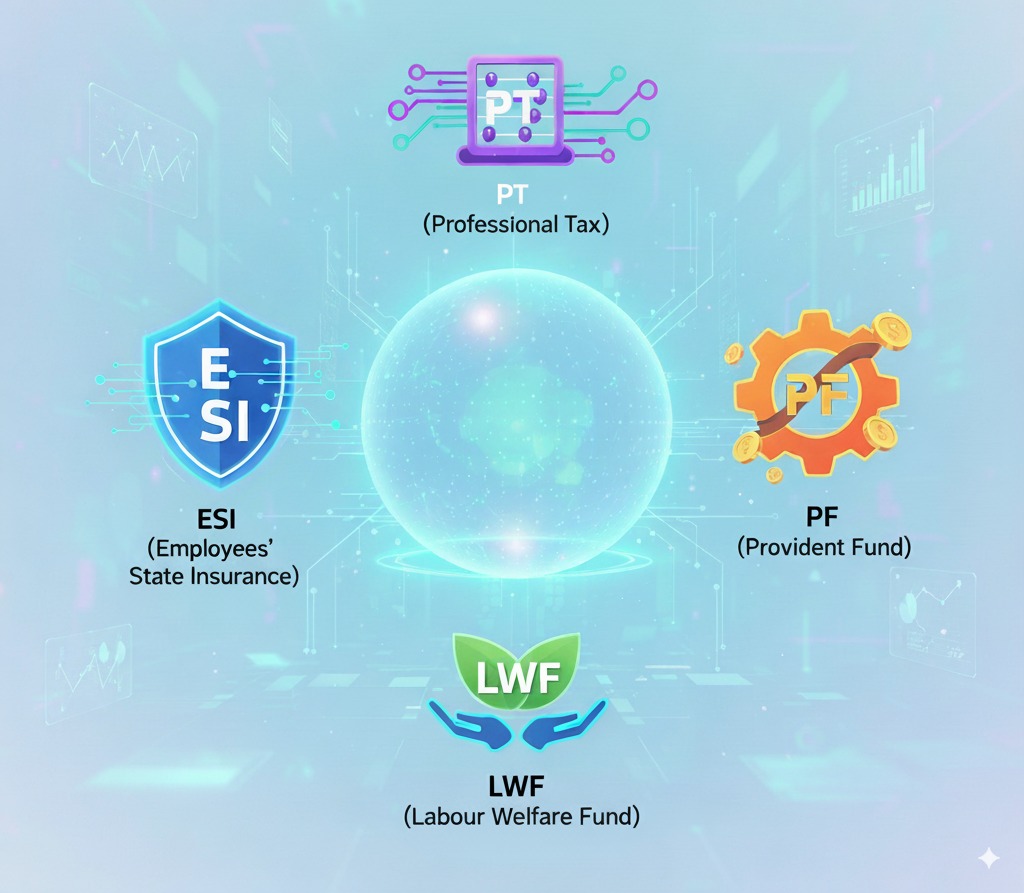 PT
PT
(Professional Tax)
E
SI
ESI
(Employees'
State Insurance)
PF
PF
(Provident Fund)
LWF
LWF
(Labour Welfare Fund)